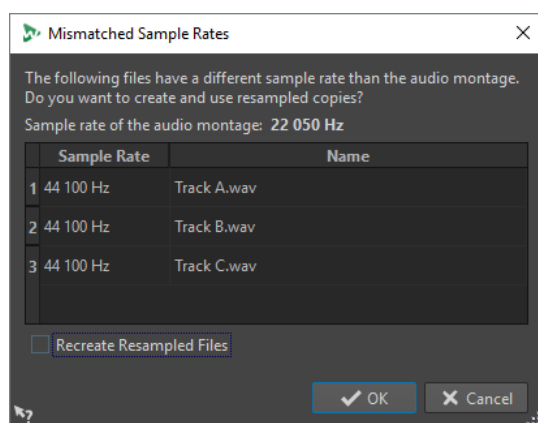 Mismatched Sample Rates
The following files have a different sample rate than the audio montage.
Do you want to create and use resampled copies?
Sample rate of the audio montage: 22 050 Hz
Sample Rate Name
1 44 100 Hz Track A.wav
2 44 100 Hz Track B.wav
3 44 100 Hz Track C.wav
Recreate Resampled Files
OK Cancel
?